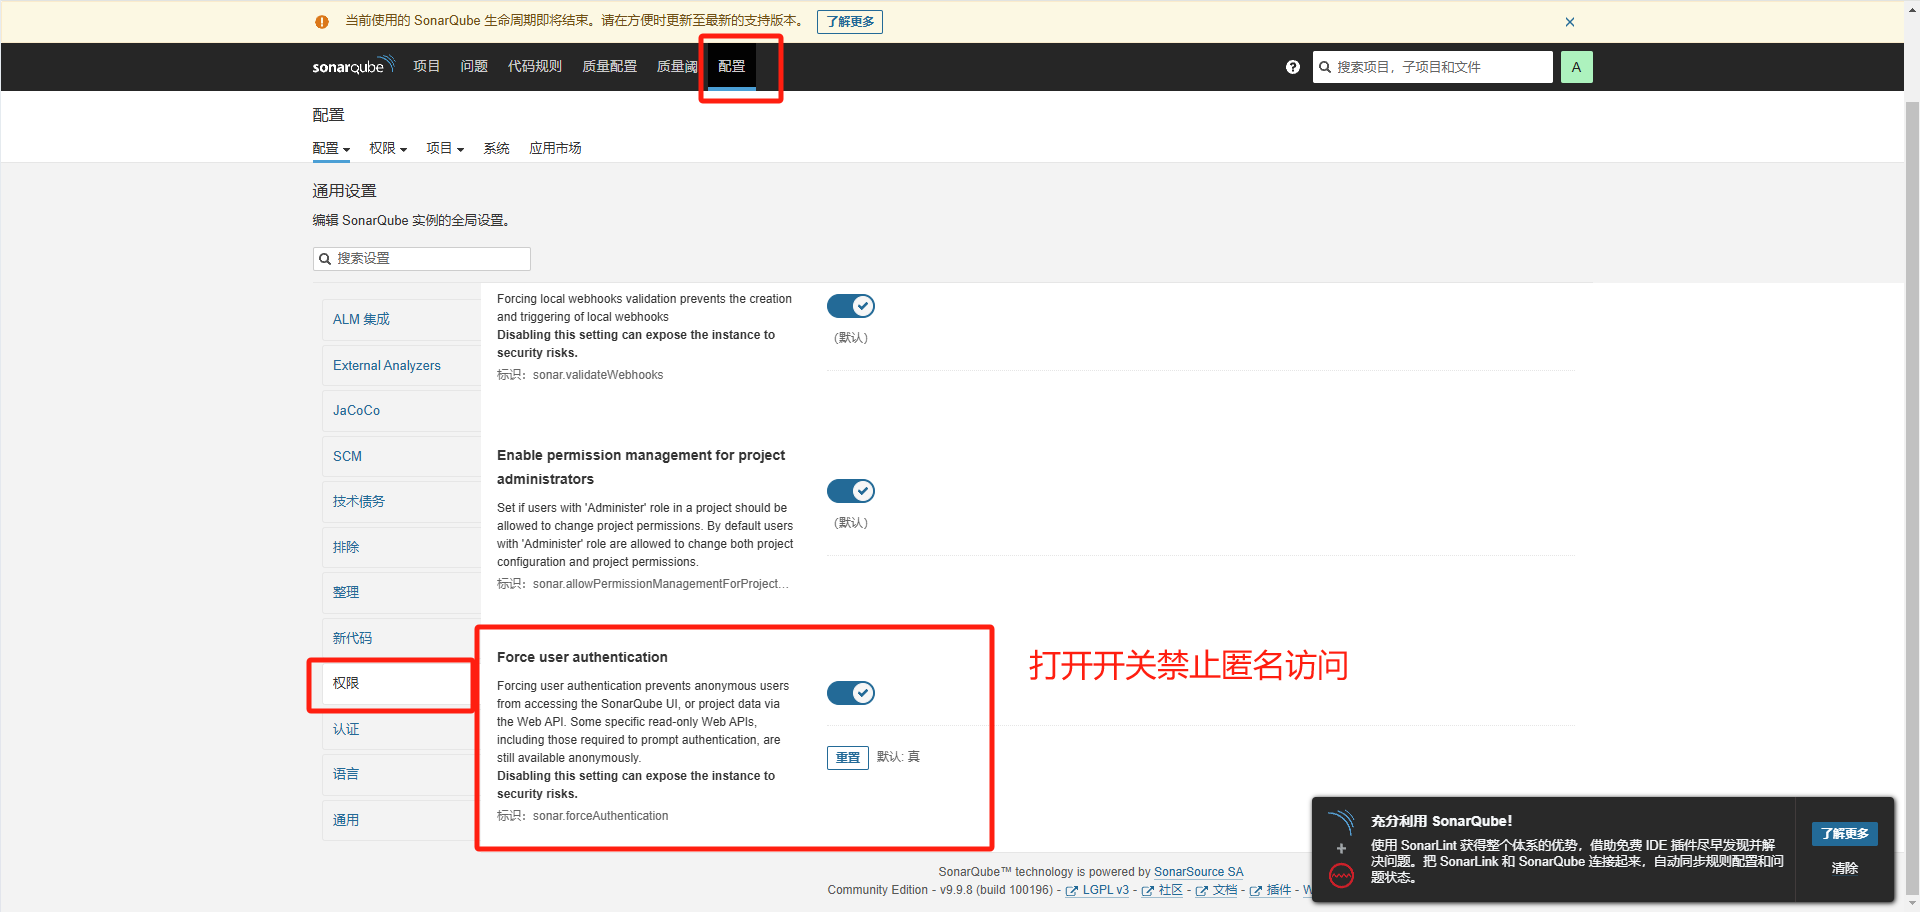 当前使用的 SonarQube 生命周期即将结束。请在方便时更新至最新的支持版本。 了解更多
sonarqube 项目 问题 代码规则 质量配置 质量阈 配置 搜索项目，子项目和文件 A
配置
配置 权限 项目 系统 应用市场
通用设置
编辑 SonarQube 实例的全局设置。
搜索设置
ALM 集成
External Analyzers
JaCoCo
SCM
技术债务
排除
整理
新代码
权限
认证
语言
通用
Forcing local webhooks validation prevents the creation
and triggering of local webhooks
Disabling this setting can expose the instance to
security risks.
标识：sonar.validateWebhooks
(默认)
Enable permission management for project
administrators
Set if users with 'Administer' role in a project should be
allowed to change project permissions. By default users
with 'Administer' role are allowed to change both project
configuration and project permissions.
标识：sonar.allowPermissionManagementForProject...
(默认)
Force user authentication
Forcing user authentication prevents anonymous users
from accessing the SonarQube UI, or project data via
the Web API. Some specific read-only Web APIs,
including those required to prompt authentication, are
still available anonymously.
Disabling this setting can expose the instance to
security risks.
标识：sonar.forceAuthentication
重置 默认: 真
打开开关禁止匿名访问
SonarQube™ technology is powered by SonarSource SA
Community Edition - v9.9.8 (build 100196) - LGPL v3 - 社区 - 文档 - 插件 - W
充分利用 SonarQube!
使用 SonarLint 获得整个体系的优势，借助免费 IDE 插件尽早发现并解
决问题。把 SonarLink 和 SonarQube 连接起来，自动同步规则配置和问
题状态。
了解更多
清除